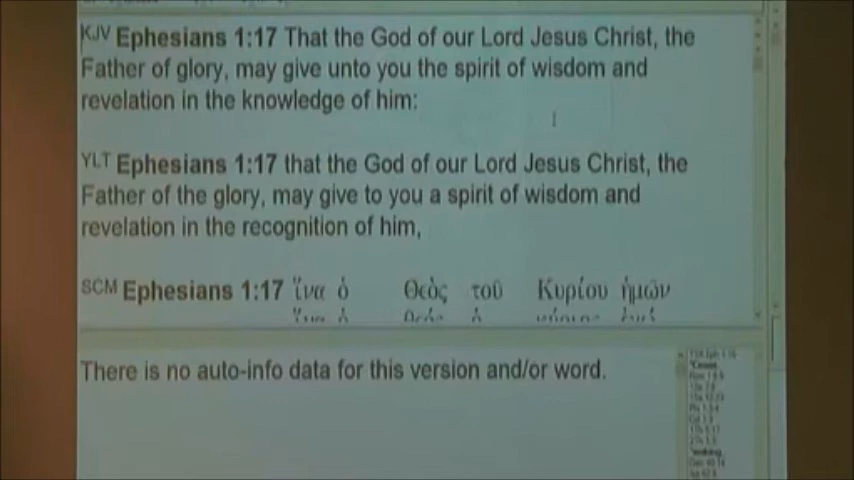 KJV Ephesians 1:17 That the God of our Lord Jesus Christ, the
Father of glory, may give unto you the spirit of wisdom and
revelation in the knowledge of him:
YLT Ephesians 1:17 that the God of our Lord Jesus Christ, the
Father of the glory, may give to you a spirit of wisdom and
revelation in the recognition of him,
SCM Ephesians 1:17 ἵνα ὁ Θεὸς τοῦ Κυρίου ἡμῶν
There is no auto-info data for this version and/or word.